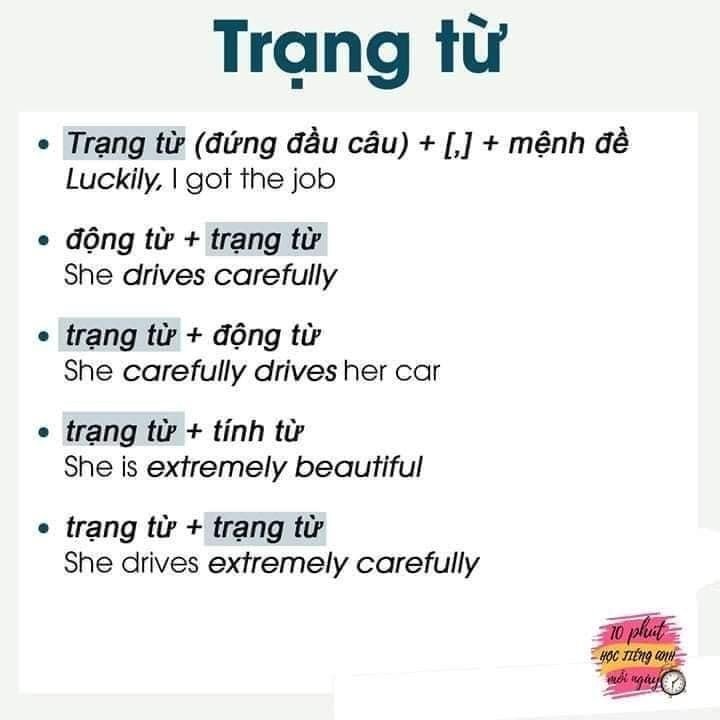 Trạng từ
• Trạng từ (đứng đầu câu) + [,] + mệnh đề
Luckily, I got the job
• động từ + trạng từ
She drives carefully
• trạng từ + động từ
She carefully drives her car
• trạng từ + tính từ
She is extremely beautiful
• trạng từ + trạng từ
She drives extremely carefully
10 phút
HỌC TIẾNG ANH
mỗi ngày